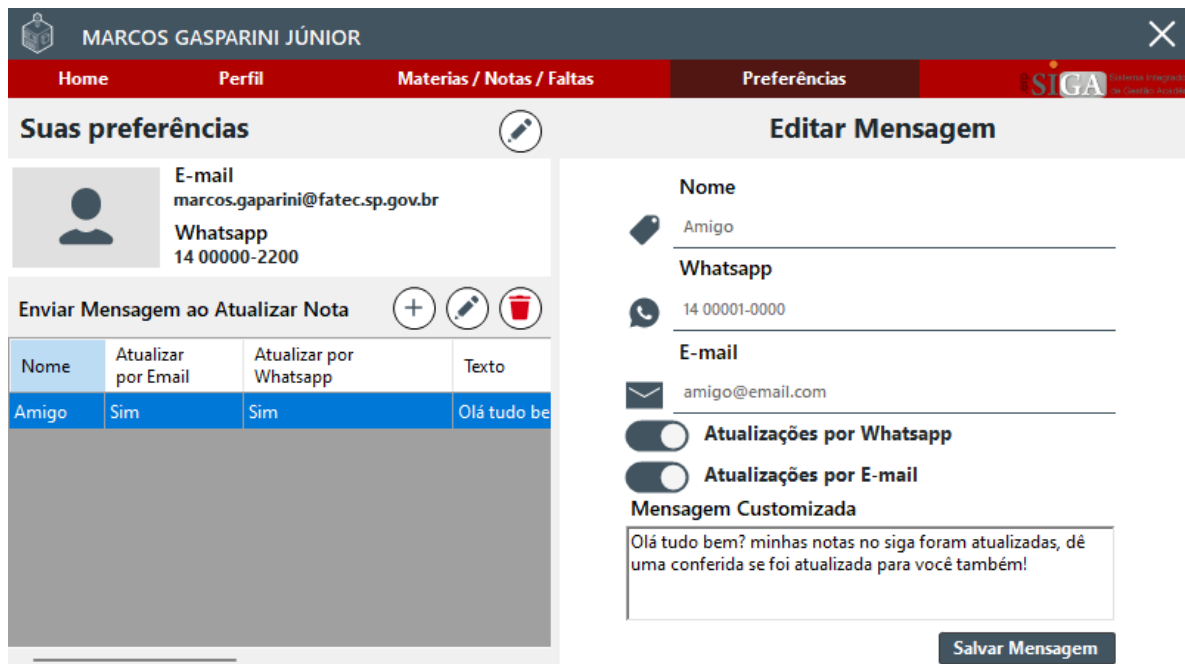 MARCOS GASPARINI JÚNIOR
Home
Perfil
Materias / Notas / Faltas
Preferências
SIGA
Sistema Integrado
de Gestão
Suas preferências
E-mail
marcos.gaparini@fatec.sp.gov.br
Whatsapp
14 00000-2200
Enviar Mensagem ao Atualizar Nota
Nome
Atualizar
por Email
Atualizar por
Whatsapp
Texto
Amigo
Sim
Sim
Olá tudo be
Editar Mensagem
Nome
Amigo
Whatsapp
14 00001-0000
E-mail
amigo@email.com
Atualizações por Whatsapp
Atualizações por E-mail
Mensagem Customizada
Olá tudo bem? minhas notas no siga foram atualizadas, dê
uma conferida se foi atualizada para você também!
Salvar Mensagem